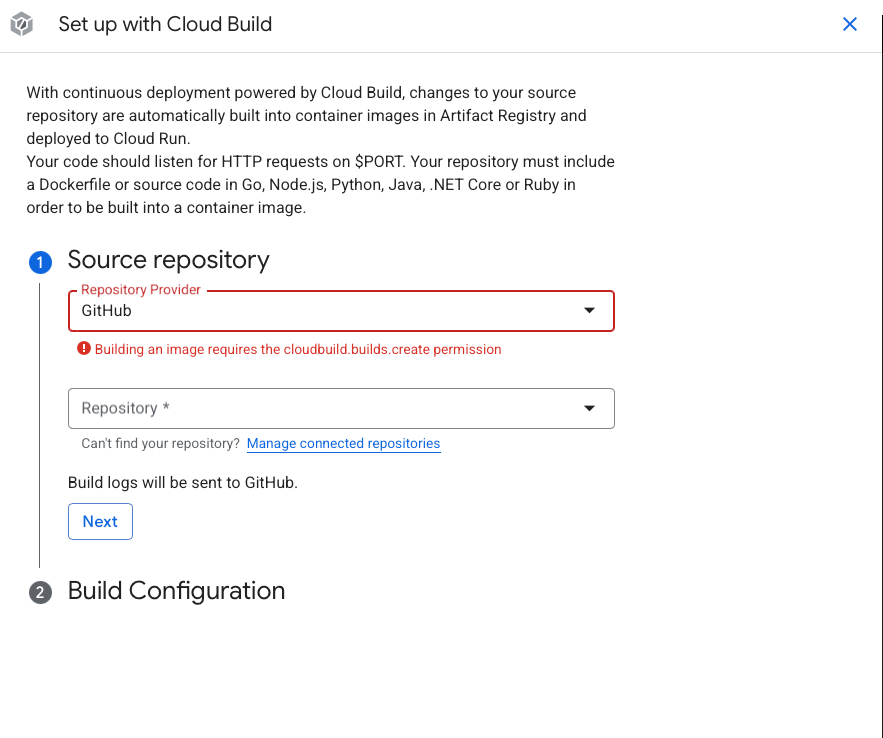 Set up with Cloud Build
With continuous deployment powered by Cloud Build, changes to your source
repository are automatically built into container images in Artifact Registry and
deployed to Cloud Run.
Your code should listen for HTTP requests on $PORT. Your repository must include
a Dockerfile or source code in Go, Node.js, Python, Java, .NET Core or Ruby in
order to be built into a container image.
1 Source repository
Repository Provider
GitHub
Building an image requires the cloudbuild.builds.create permission
Repository *
Can't find your repository? Manage connected repositories
Build logs will be sent to GitHub.
Next
2 Build Configuration